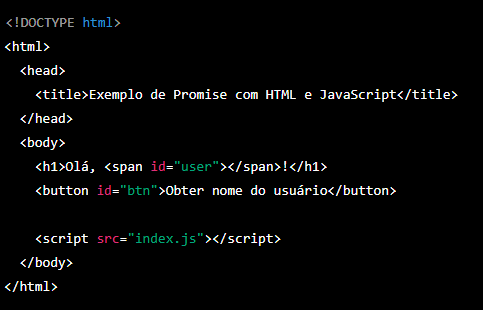 <!DOCTYPE html>
<html>
<head>
<title>Exemplo de Promise com HTML e JavaScript</title>
</head>
<body>
<h1>Olá, <span id="user"></span>!</h1>
<button id="btn">Obter nome do usuário</button>
<script src="index.js"></script>
</body>
</html>